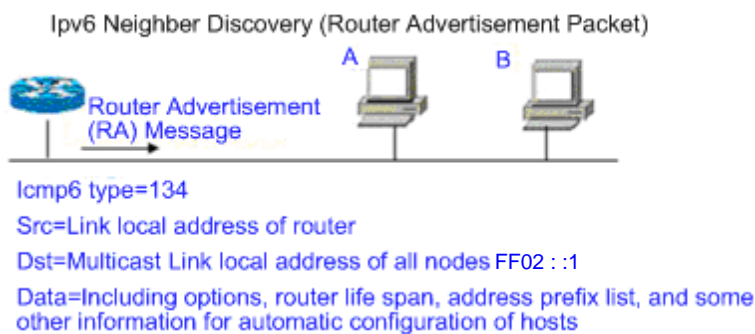 Ipv6 Neighber Discovery (Router Advertisement Packet)
A
B
Router Advertisement
(RA) Message
Icmp6 type=134
Src=Link local address of router
Dst=Multicast Link local address of all nodes FF02 : :1
Data=Including options, router life span, address prefix list, and some
other information for automatic configuration of hosts